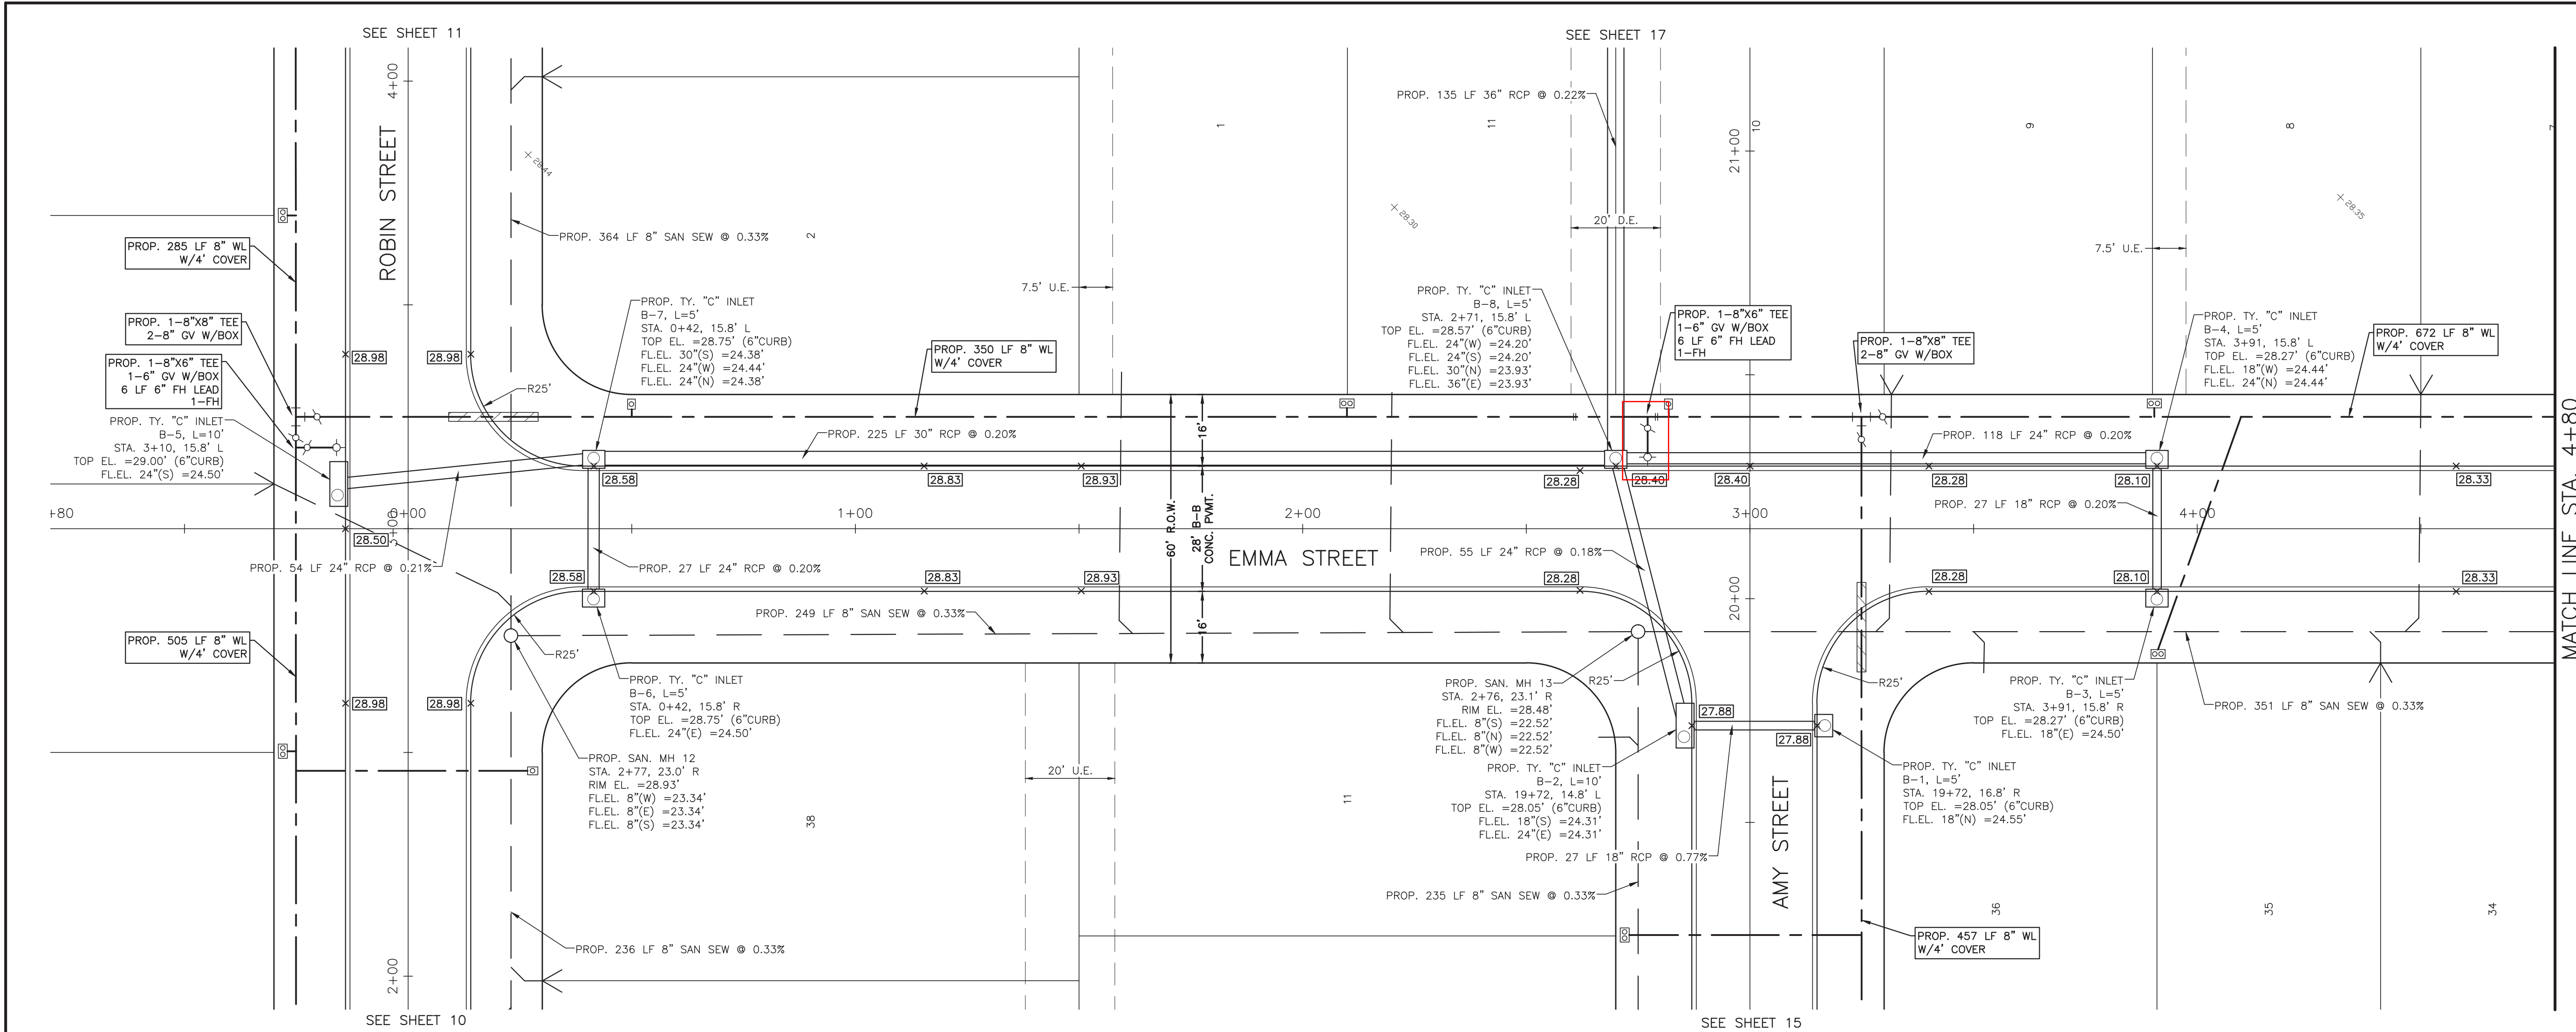 SEE SHEET 11
SEE SHEET 17
4+00
ROBIN STREET
28.44
PROP. 135 LF 36" RCP @ 0.22%
1
11
21+00
10
9
8
7
PROP. 285 LF 8" WL
W/4' COVER
PROP. 364 LF 8" SAN SEW @ 0.33%
2
28.30
20' D.E.
28.35
7.5' U.E.
7.5' U.E.
PROP. 1-8"X8" TEE
2-8" GV W/BOX
PROP. 1-8"X6" TEE
1-6" GV W/BOX
6 LF 6" FH LEAD
1-FH
28.98
28.98
PROP. TY. "C" INLET
B-7, L=5'
STA. 0+42, 15.8' L
TOP EL. =28.75' (6"CURB)
FL.EL. 30"(S) =24.38'
FL.EL. 24"(W) =24.44'
FL.EL. 24"(N) =24.38'
R25'
PROP. 350 LF 8" WL
W/4' COVER
PROP. TY. "C" INLET
B-8, L=5'
STA. 2+71, 15.8' L
TOP EL. =28.57' (6"CURB)
FL.EL. 24"(W) =24.20'
FL.EL. 24"(S) =24.20'
FL.EL. 30"(N) =23.93'
FL.EL. 36"(E) =23.93'
PROP. 1-8"X6" TEE
1-6" GV W/BOX
6 LF 6" FH LEAD
1-FH
PROP. 1-8"X8" TEE
2-8" GV W/BOX
PROP. TY. "C" INLET
B-4, L=5'
STA. 3+91, 15.8' L
TOP EL. =28.27' (6"CURB)
FL.EL. 18"(W) =24.44'
FL.EL. 24"(N) =24.44'
PROP. 672 LF 8" WL
W/4' COVER
PROP. TY. "C" INLET
B-5, L=10'
STA. 3+10, 15.8' L
TOP EL. =29.00' (6"CURB)
FL.EL. 24"(S) =24.50'
PROP. 225 LF 30" RCP @ 0.20%
16'
PROP. 118 LF 24" RCP @ 0.20%
28.58
28.83
28.93
28.28
28.40
28.40
28.28
28.10
28.33
+80
3+00
0+00
1+00
2+00
3+00
4+00
28.50
PROP. 54 LF 24" RCP @ 0.21%
PROP. 27 LF 24" RCP @ 0.20%
60' R.O.W.
28' B-B
CONC. PVMT.
EMMA STREET
PROP. 55 LF 24" RCP @ 0.18%
PROP. 27 LF 18" RCP @ 0.20%
MATCH LINE STA. 4+80
28.58
28.83
28.93
28.28
28.28
28.10
28.33
20+00
PROP. 249 LF 8" SAN SEW @ 0.33%
16'
PROP. 505 LF 8" WL
W/4' COVER
R25'
R25'
R25'
28.98
28.98
PROP. TY. "C" INLET
B-6, L=5'
STA. 0+42, 15.8' R
TOP EL. =28.75' (6"CURB)
FL.EL. 24"(E) =24.50'
PROP. SAN. MH 13
STA. 2+76, 23.1' R
RIM EL. =28.48'
FL.EL. 8"(S) =22.52'
FL.EL. 8"(N) =22.52'
FL.EL. 8"(W) =22.52'
27.88
27.88
PROP. TY. "C" INLET
B-3, L=5'
STA. 3+91, 15.8' R
TOP EL. =28.27' (6"CURB)
FL.EL. 18"(E) =24.50'
PROP. 351 LF 8" SAN SEW @ 0.33%
PROP. SAN. MH 12
STA. 2+77, 23.0' R
RIM EL. =28.93'
FL.EL. 8"(W) =23.34'
FL.EL. 8"(E) =23.34'
FL.EL. 8"(S) =23.34'
38
20' U.E.
11
PROP. TY. "C" INLET
B-2, L=10'
STA. 19+72, 14.8' L
TOP EL. =28.05' (6"CURB)
FL.EL. 18"(S) =24.31'
FL.EL. 24"(E) =24.31'
PROP. TY. "C" INLET
B-1, L=5'
STA. 19+72, 16.8' R
TOP EL. =28.05' (6"CURB)
FL.EL. 18"(N) =24.55'
AMY STREET
PROP. 27 LF 18" RCP @ 0.77%
PROP. 235 LF 8" SAN SEW @ 0.33%
36
35
34
PROP. 236 LF 8" SAN SEW @ 0.33%
PROP. 457 LF 8" WL
W/4' COVER
2+00
SEE SHEET 10
SEE SHEET 15